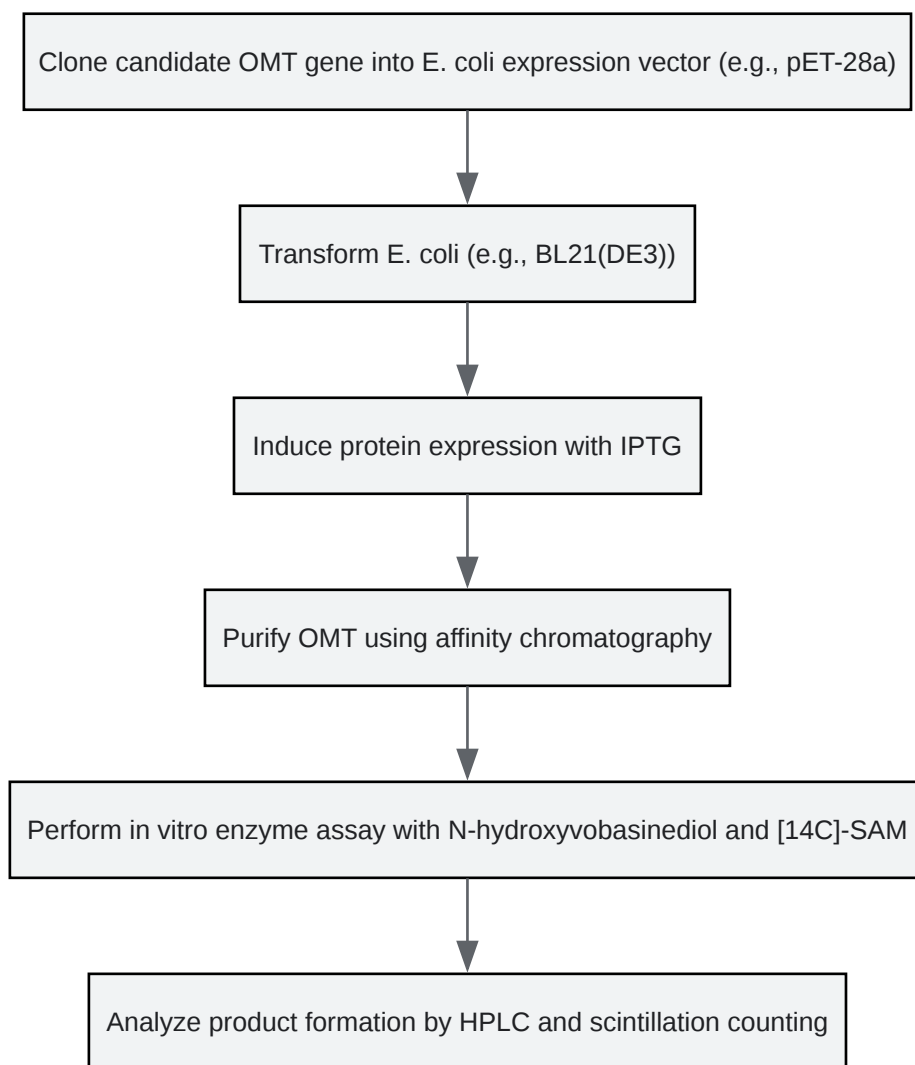 Clone candidate OMT gene into E. coli expression vector (e.g., pET-28a)
Transform E. coli (e.g., BL21(DE3))
Induce protein expression with IPTG
Purify OMT using affinity chromatography
Perform in vitro enzyme assay with N-hydroxyvobasinediol and [14C]-SAM
Analyze product formation by HPLC and scintillation counting